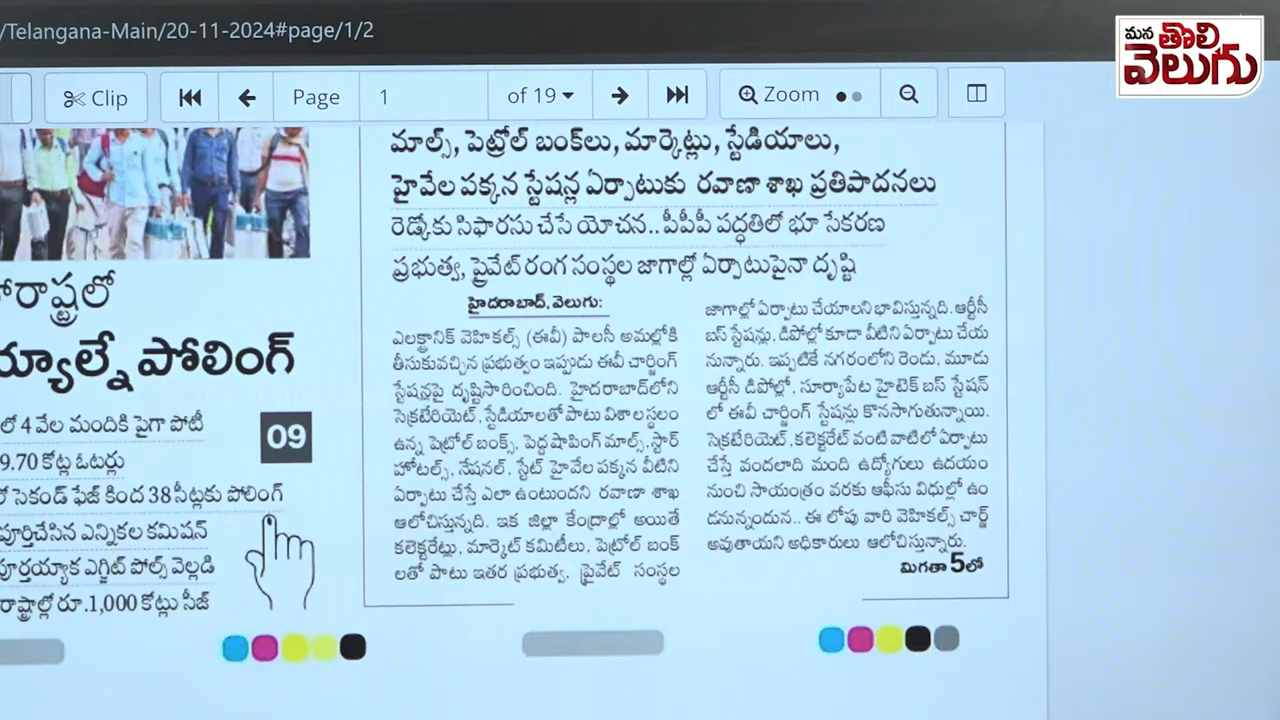 /Telangana-Main/20-11-2024#page/1/2
మన
తొలి
వెలుగు
Clip
Page
1
of 19
Zoom
రాష్ట్రలో
పోలింగ్
లో 4 వేల మందికి పైగా పోటీ
9.70 కోట్ల ఓటర్లు
09
లో సెకండ్ ఫేజ్ కింద 38 సీట్లకు పోలింగ్
పూర్తిచేసిన ఎన్నికల కమిషన్
పూర్తయ్యాక ఎగ్జిట్ పోల్స్ వెల్లడి
రాష్ట్రాల్లో రూ.1,000 కోట్లు సీజ్
మాల్స్, పెట్రోల్ బంక్​లు, మార్కెట్లు, స్టేడియాలు,
హైవేల పక్కన స్టేషన్ల ఏర్పాటుకు రవాణా శాఖ ప్రతిపాదనలు
రెడ్కోకు సిఫారసు చేసే యోచన.. పీపీపీ పద్ధతిలో భూ సేకరణ
ప్రభుత్వ, ప్రైవేట్ రంగ సంస్థల జాగాల్లో ఏర్పాటుపైనా దృష్టి
హైదరాబాద్, వెలుగు:
ఎలక్ట్రానిక్ వెహికల్స్ (ఈవీ) పాలసీ అమల్లోకి
తీసుకువచ్చిన ప్రభుత్వం ఇప్పుడు ఈవీ చార్జింగ్
స్టేషన్లపై దృష్టిసారించింది. హైదరాబాద్​లోని
సెక్రటేరియెట్, స్టేడియాలతో పాటు విశాల స్థలం
ఉన్న పెట్రోల్ బంక్స్, పెద్ద షాపింగ్ మాల్స్, స్టార్
హోటల్స్, నేషనల్, స్టేట్ హైవేల పక్కన వీటిని
ఏర్పాటు చేస్తే ఎలా ఉంటుందని రవాణా శాఖ
ఆలోచిస్తున్నది. ఇక జిల్లా కేంద్రాల్లో అయితే
కలెక్టరేట్లు, మార్కెట్ కమిటీలు, పెట్రోల్ బంక్
లతో పాటు ఇతర ప్రభుత్వ, ప్రైవేట్ సంస్థల
జాగాల్లో ఏర్పాటు చేయాలని భావిస్తున్నది. ఆర్టీసీ
బస్ స్టేషన్లు, డిపోల్లో కూడా వీటిని ఏర్పాటు చేయ
నున్నారు. ఇప్పటికే నగరంలోని రెండు, మూడు
ఆర్టీసీ డిపోల్లో, సూర్యాపేట హైటెక్ బస్ స్టేషన్
లో ఈవీ చార్జింగ్ స్టేషన్లు కొనసాగుతున్నాయి.
సెక్రటేరియెట్, కలెక్టరేట్ వంటి వాటిలో ఏర్పాటు
చేస్తే వందలాది మంది ఉద్యోగులు ఉదయం
నుంచి సాయంత్రం వరకు ఆఫీసు విధుల్లో ఉం
డనున్నందున.. ఈ లోపు వారి వెహికల్స్ చార్జ్
అవుతాయని అధికారులు ఆలోచిస్తున్నారు.
మిగతా 5లో